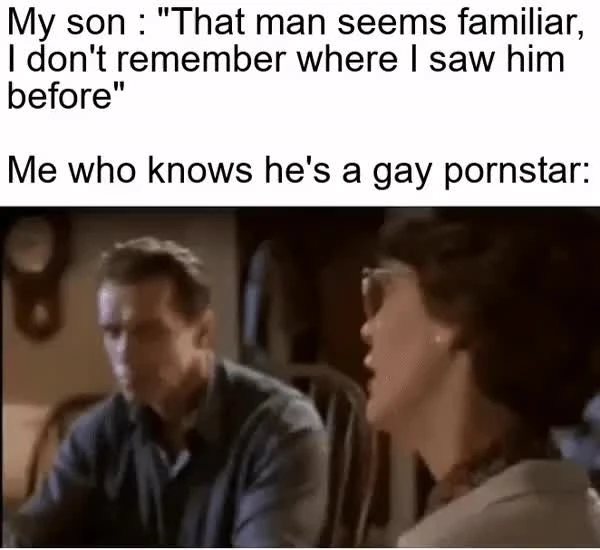 My son : "That man seems familiar,
I don't remember where I saw him
before"
Me who knows he's a gay pornstar: